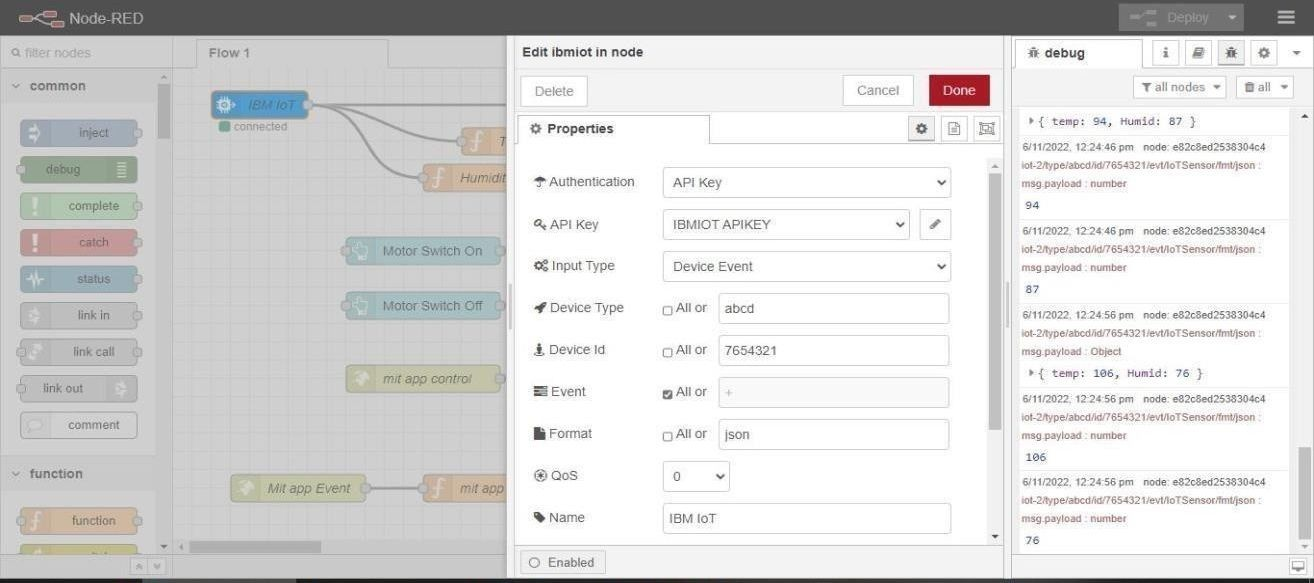 Node-RED
Deploy
filter nodes
common
inject
debug
complete
catch
status
link in
link call
link out
comment
function
function
Flow 1
IBM IoT
connected
T
Humidit
Motor Switch On
Motor Switch Off
mit app control
Mit app Event
mit app
Edit ibmiot in node
Delete
Cancel
Done
Properties
Authentication
API Key
API Key
IBMIOT APIKEY
Input Type
Device Event
Device Type
All or
abcd
Device Id
All or
7654321
Event
All or
+
Format
All or
json
QoS
0
Name
IBM IoT
Enabled
debug
i
all nodes
all
{ temp: 94, Humid: 87 }
6/11/2022, 12:24:46 pm node: e82c8ed2538304c4
iot-2/type/abcd/id/7654321/evt/IoTSensor/fmt/json :
msg.payload : number
94
6/11/2022, 12:24:46 pm node: e82c8ed2538304c4
iot-2/type/abcd/id/7654321/evt/IoTSensor/fmt/json :
msg.payload : number
87
6/11/2022, 12:24:56 pm node: e82c8ed2538304c4
iot-2/type/abcd/id/7654321/evt/IoTSensor/fmt/json :
msg.payload : Object
{ temp: 106, Humid: 76 }
6/11/2022, 12:24:56 pm node: e82c8ed2538304c4
iot-2/type/abcd/id/7654321/evt/IoTSensor/fmt/json :
msg.payload : number
106
6/11/2022, 12:24:56 pm node: e82c8ed2538304c4
iot-2/type/abcd/id/7654321/evt/IoTSensor/fmt/json :
msg.payload : number
76